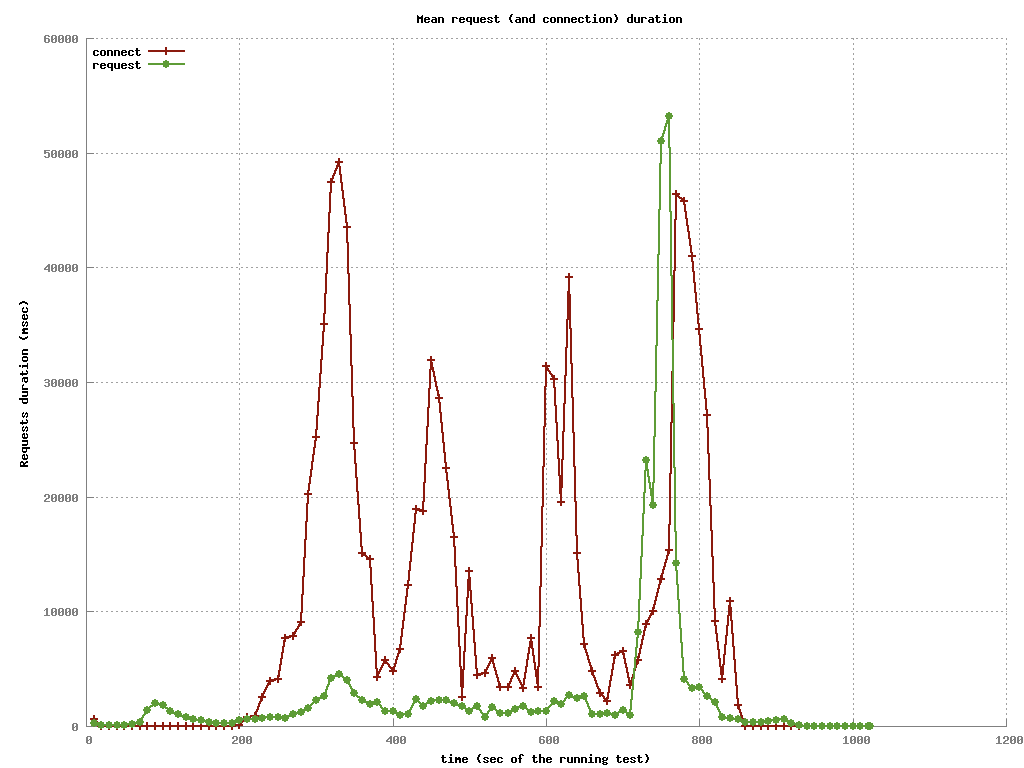 Mean request (and connection) duration
60000
connect
request
50000
40000
30000
20000
10000
0
0 200 400 600 800 1000 1200
Requests duration (msec)
time (sec of the running test)